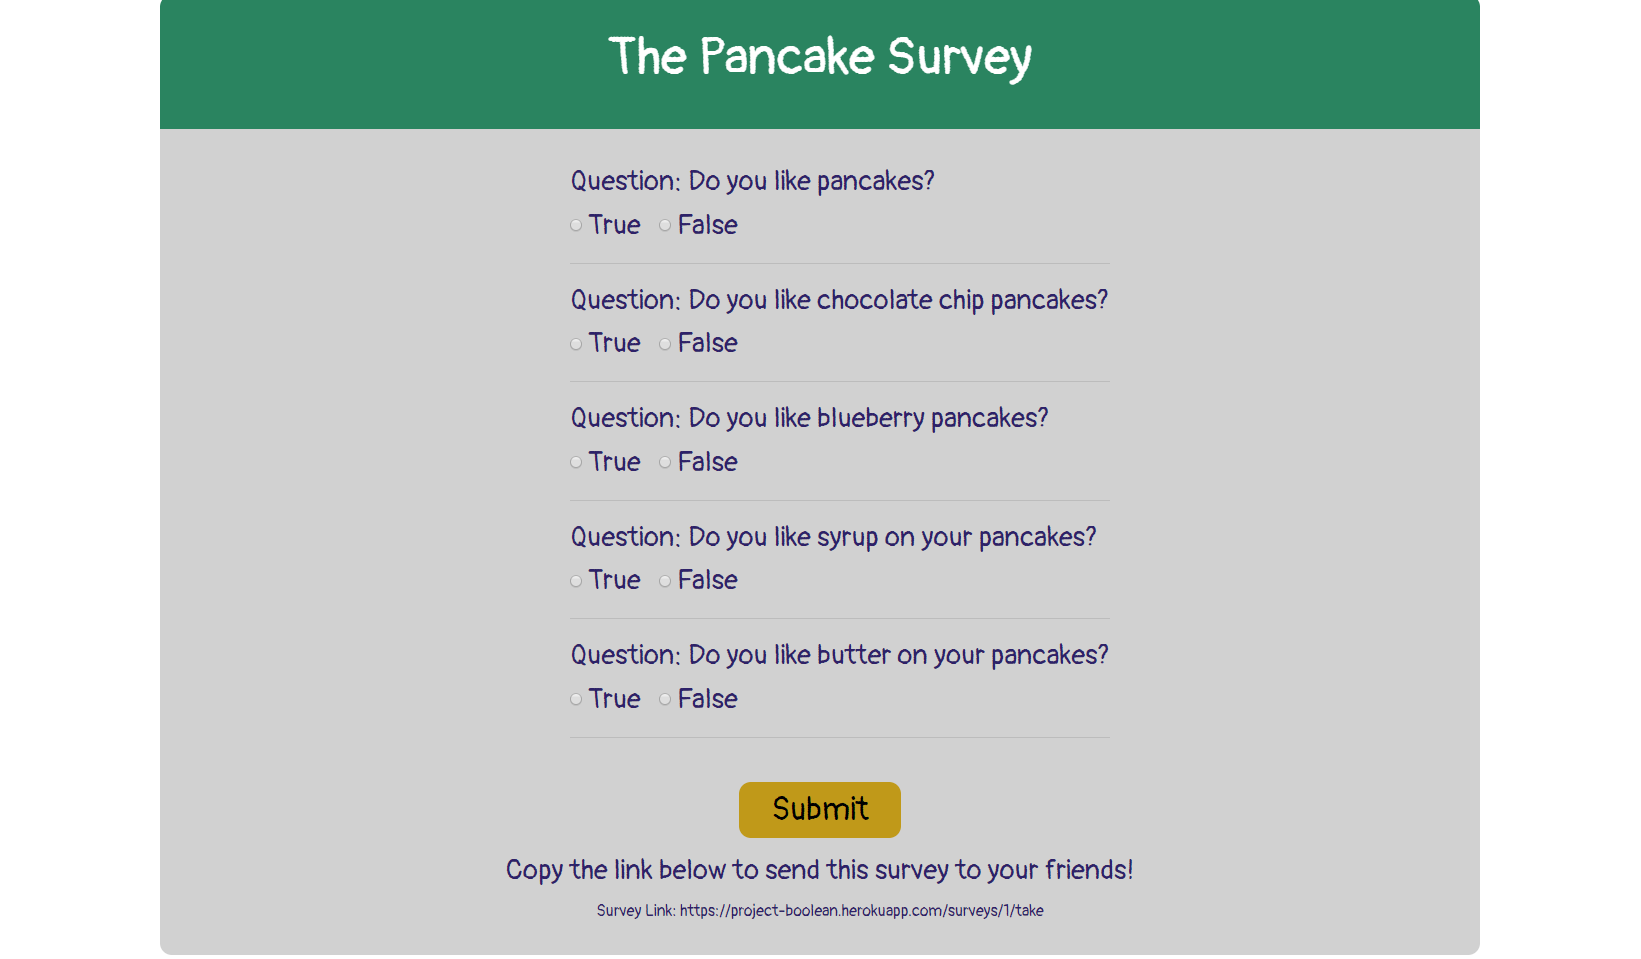 The Pancake Survey
Question: Do you like pancakes?
True False
Question: Do you like chocolate chip pancakes?
True False
Question: Do you like blueberry pancakes?
True False
Question: Do you like syrup on your pancakes?
True False
Question: Do you like butter on your pancakes?
True False
Submit
Copy the link below to send this survey to your friends!
Survey Link: https://project-boolean.herokuapp.com/surveys/1/take